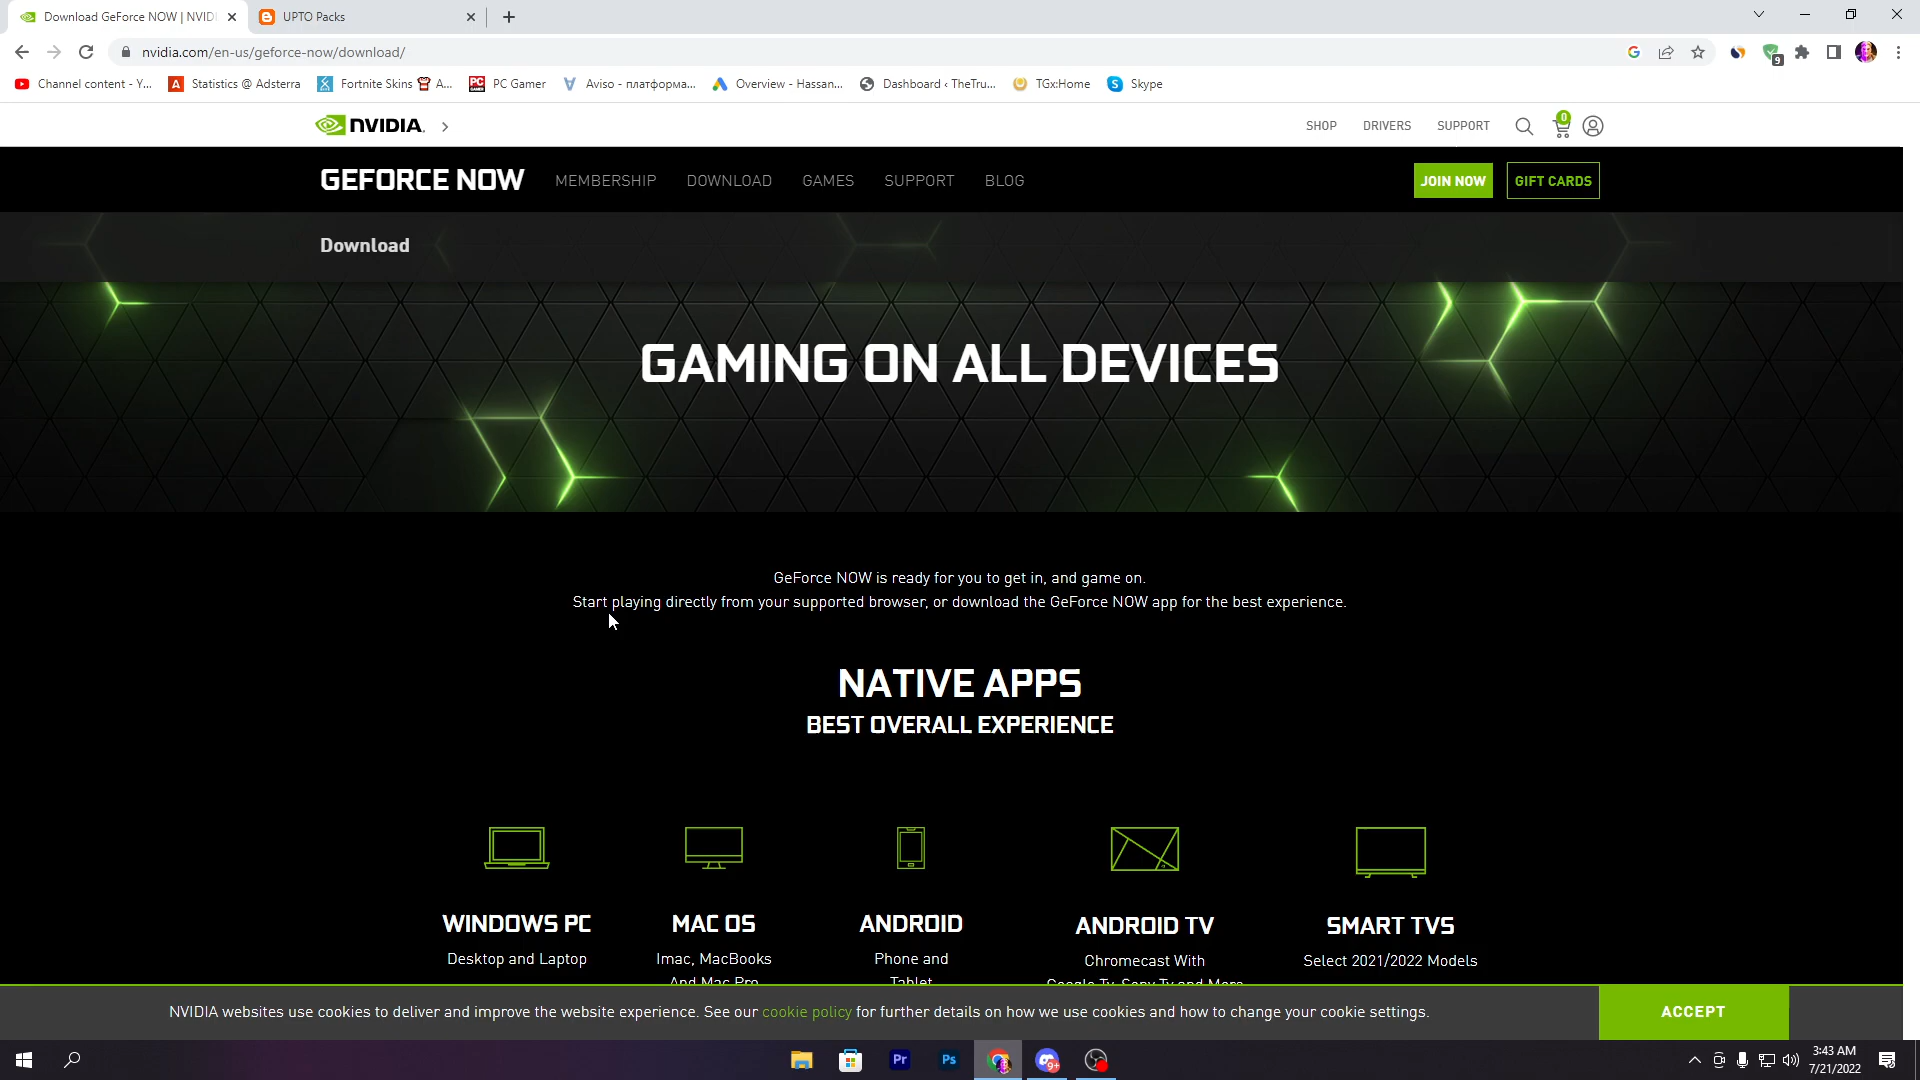 Download GeForce NOW | NVIDI
UPTO Packs
nvidia.com/en-us/geforce-now/download/
9
Channel content - Y...
Statistics @ Adsterra
Fortnite Skins A...
PC Gamer
Aviso - платформа...
Overview - Hassan...
Dashboard ‹ TheTru...
TGx:Home
Skype
NVIDIA.
SHOP
DRIVERS
SUPPORT
0
GEFORCE NOW
MEMBERSHIP
DOWNLOAD
GAMES
SUPPORT
BLOG
JOIN NOW
GIFT CARDS
Download
GAMING ON ALL DEVICES
GeForce NOW is ready for you to get in, and game on.
Start playing directly from your supported browser, or download the GeForce NOW app for the best experience.
NATIVE APPS
BEST OVERALL EXPERIENCE
WINDOWS PC
Desktop and Laptop
MAC OS
Imac, MacBooks
And Mac Pro
ANDROID
Phone and
Tablet
ANDROID TV
Chromecast With
Google Tv, Sony Tv and More
SMART TVS
Select 2021/2022 Models
NVIDIA websites use cookies to deliver and improve the website experience. See our cookie policy for further details on how we use cookies and how to change your cookie settings.
ACCEPT
Pr
Ps
9+
3:43 AM
7/21/2022